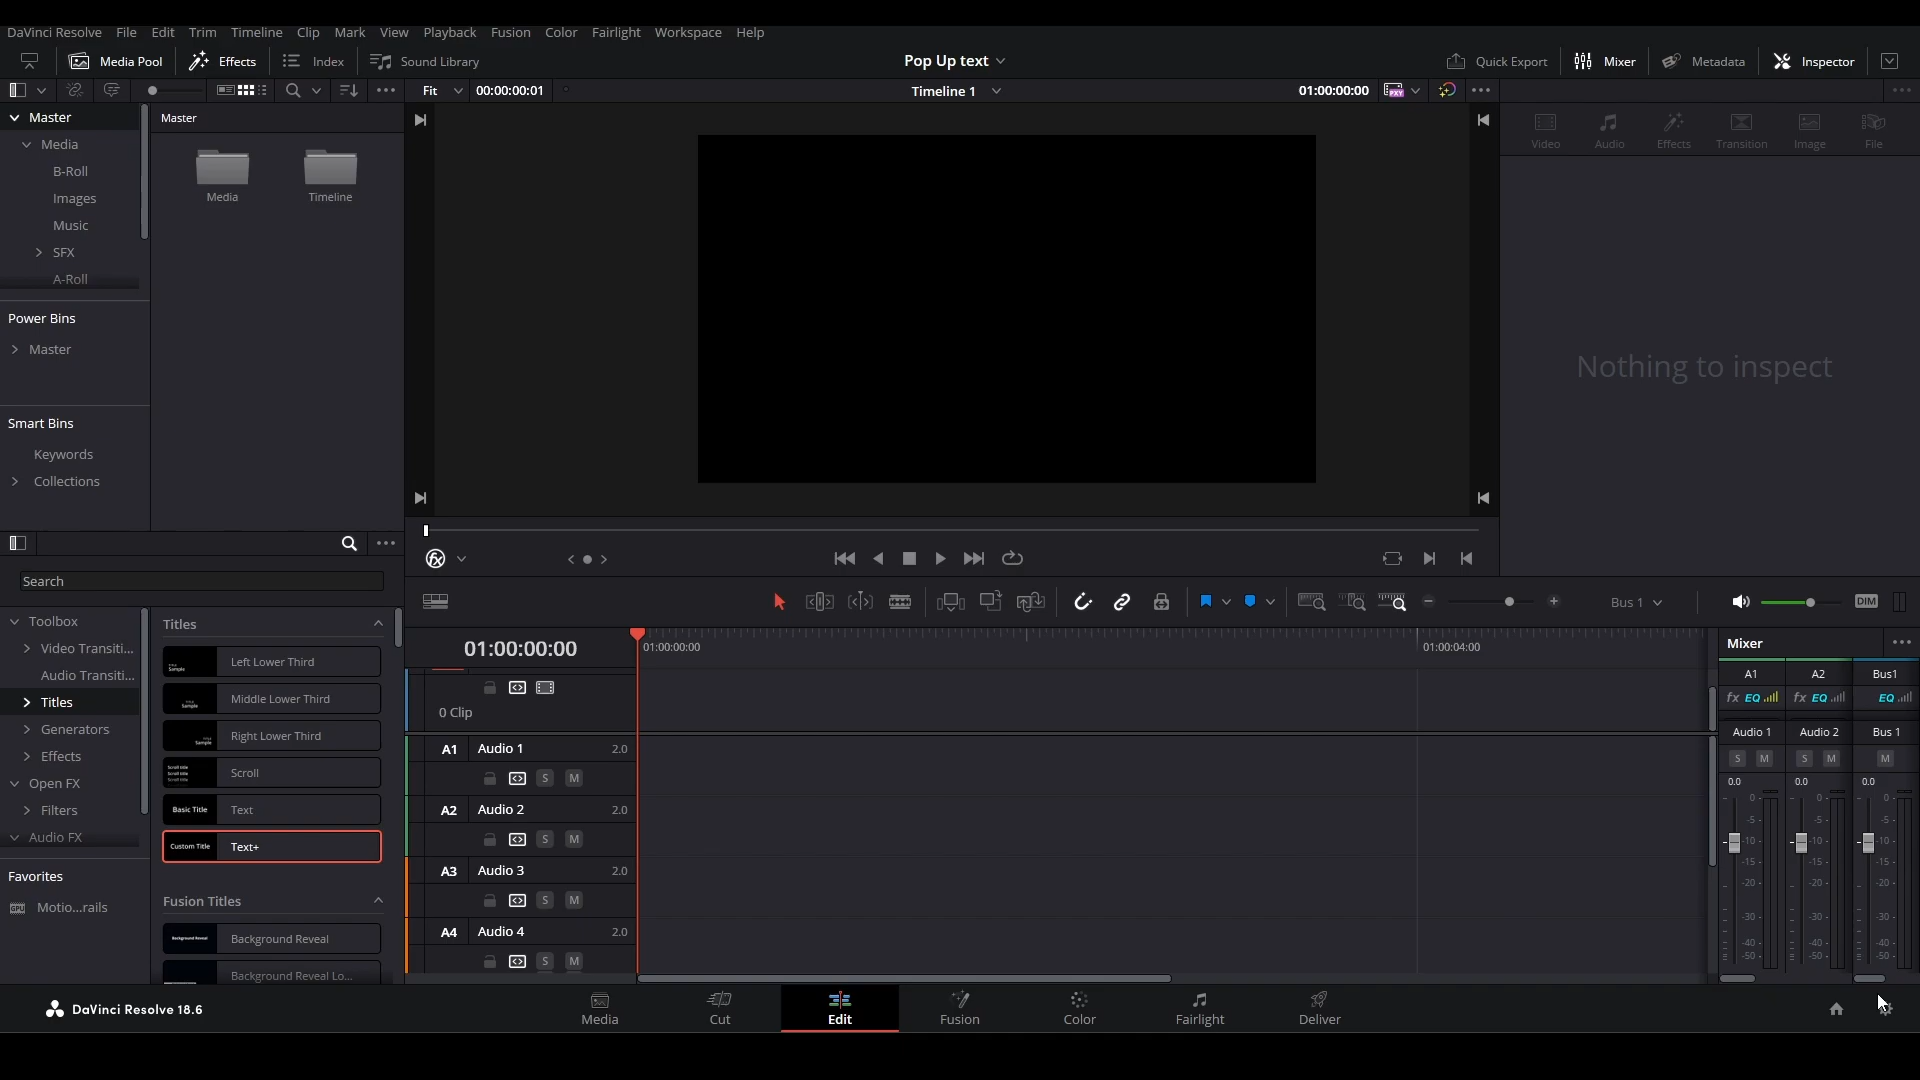 DaVinci Resolve File Edit Trim Timeline Clip Mark View Playback Fusion Color Fairlight Workspace Help
Media Pool Effects Index Sound Library Pop Up text Quick Export Mixer Metadata Inspector
Fit 00:00:00:01 Timeline 1 01:00:00:00
Master
Media
B-Roll
Images
Music
SFX
A-Roll
Power Bins
Master
Smart Bins
Keywords
Collections
Master
Media Timeline
Video Audio Effects Transition Image File
Nothing to inspect
Search
Toolbox
Video Transiti...
Audio Transiti...
Titles
Generators
Effects
Open FX
Filters
Audio FX
Favorites
Motio...rails
Titles
Left Lower Third
Middle Lower Third
Right Lower Third
Scroll
Basic Title Text
Custom Title Text+
Fusion Titles
Background Reveal
Background Reveal Lo...
Bus 1 DIM
01:00:00:00 01:00:00:00 01:00:04:00
0 Clip
A1 Audio 1 2.0
S M
A2 Audio 2 2.0
S M
A3 Audio 3 2.0
S M
A4 Audio 4 2.0
S M
Mixer
A1 A2 Bus1
fx EQ fx EQ EQ
Audio 1 Audio 2 Bus 1
S M S M M
0.0 0.0 0.0
0- 0- 0-
-5- -5- -5-
-10- -10- -10-
-15- -15- -15-
-20- -20- -20-
-30- -30- -30-
-40- -40- -40-
-50- -50- -50-
DaVinci Resolve 18.6 Media Cut Edit Fusion Color Fairlight Deliver